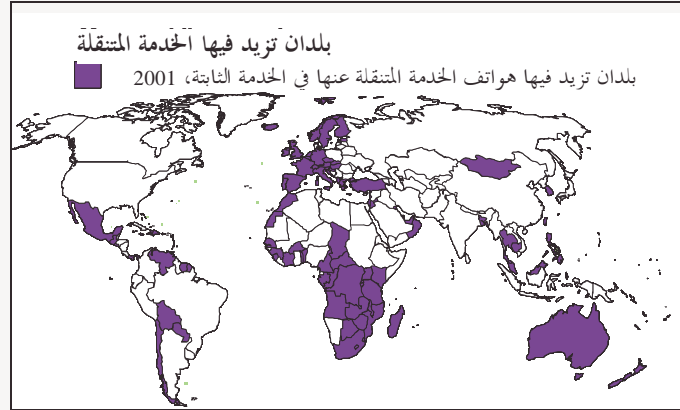 بلدان تزيد فيها الخدمة المتنقلة
بلدان تزيد فيها هواتف الخدمة المتنقلة عنها في الخدمة الثابتة، 2001